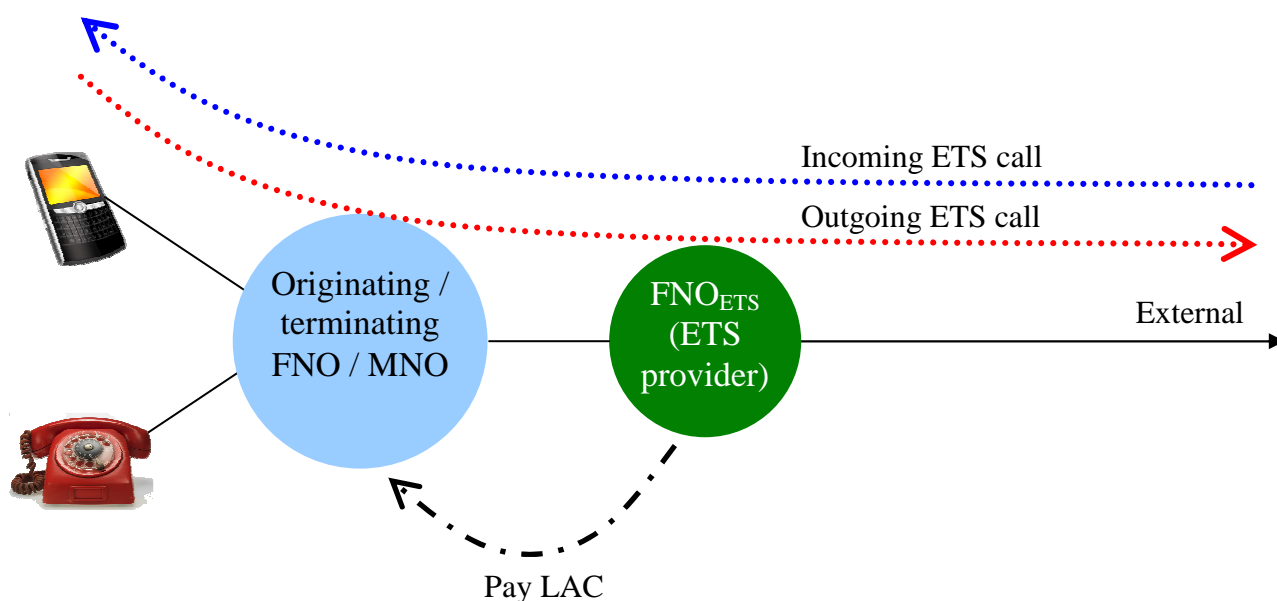 Incoming ETS call
Outgoing ETS call
Originating /
terminating
FNO / MNO
FNOETS
(ETS
provider)
External
Pay LAC